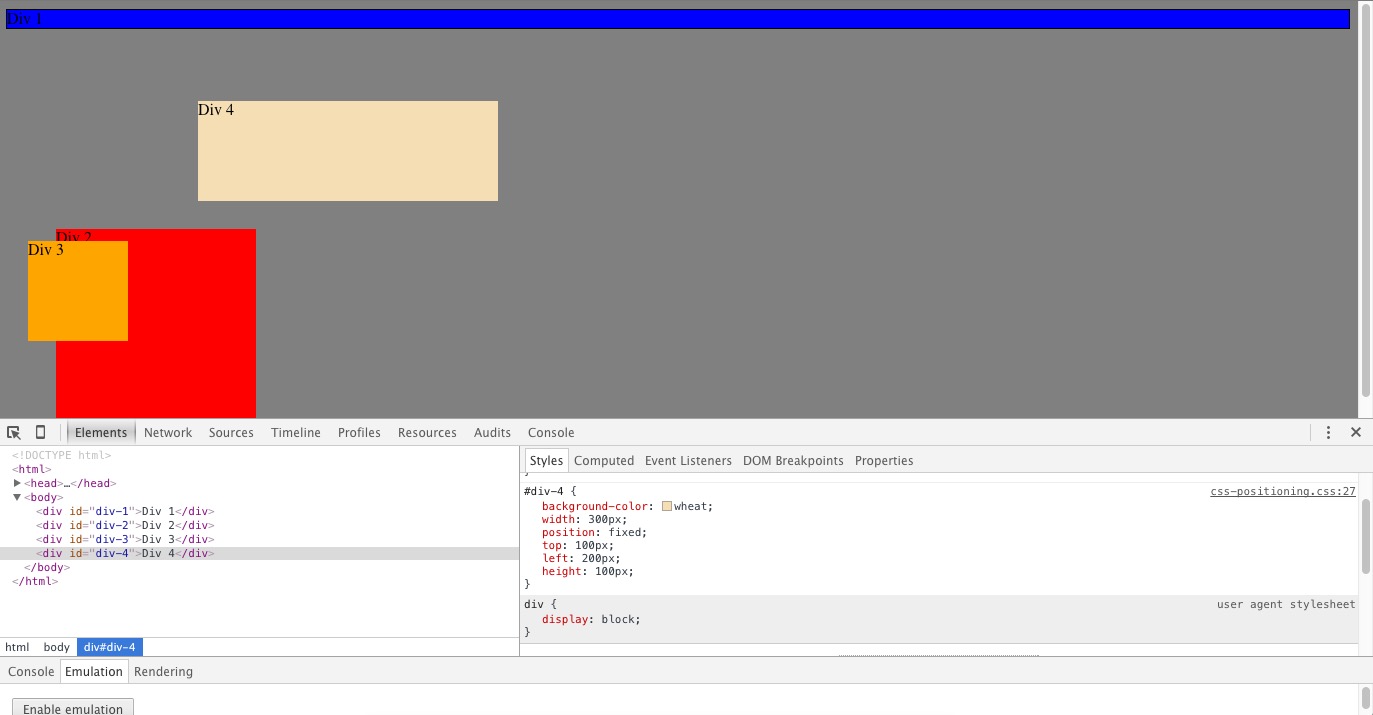 Div 1
Div 4
Div 2
Div 3
Elements Network Sources Timeline Profiles Resources Audits Console
<!DOCTYPE html>
<html>
<head>…</head>
<body>
<div id="div-1">Div 1</div>
<div id="div-2">Div 2</div>
<div id="div-3">Div 3</div>
<div id="div-4">Div 4</div>
</body>
</html>
html body div#div-4
Styles Computed Event Listeners DOM Breakpoints Properties
}
#div-4 { css-positioning.css:27
background-color: wheat;
width: 300px;
position: fixed;
top: 100px;
left: 200px;
height: 100px;
}
div { user agent stylesheet
display: block;
}
Console Emulation Rendering
Enable emulation